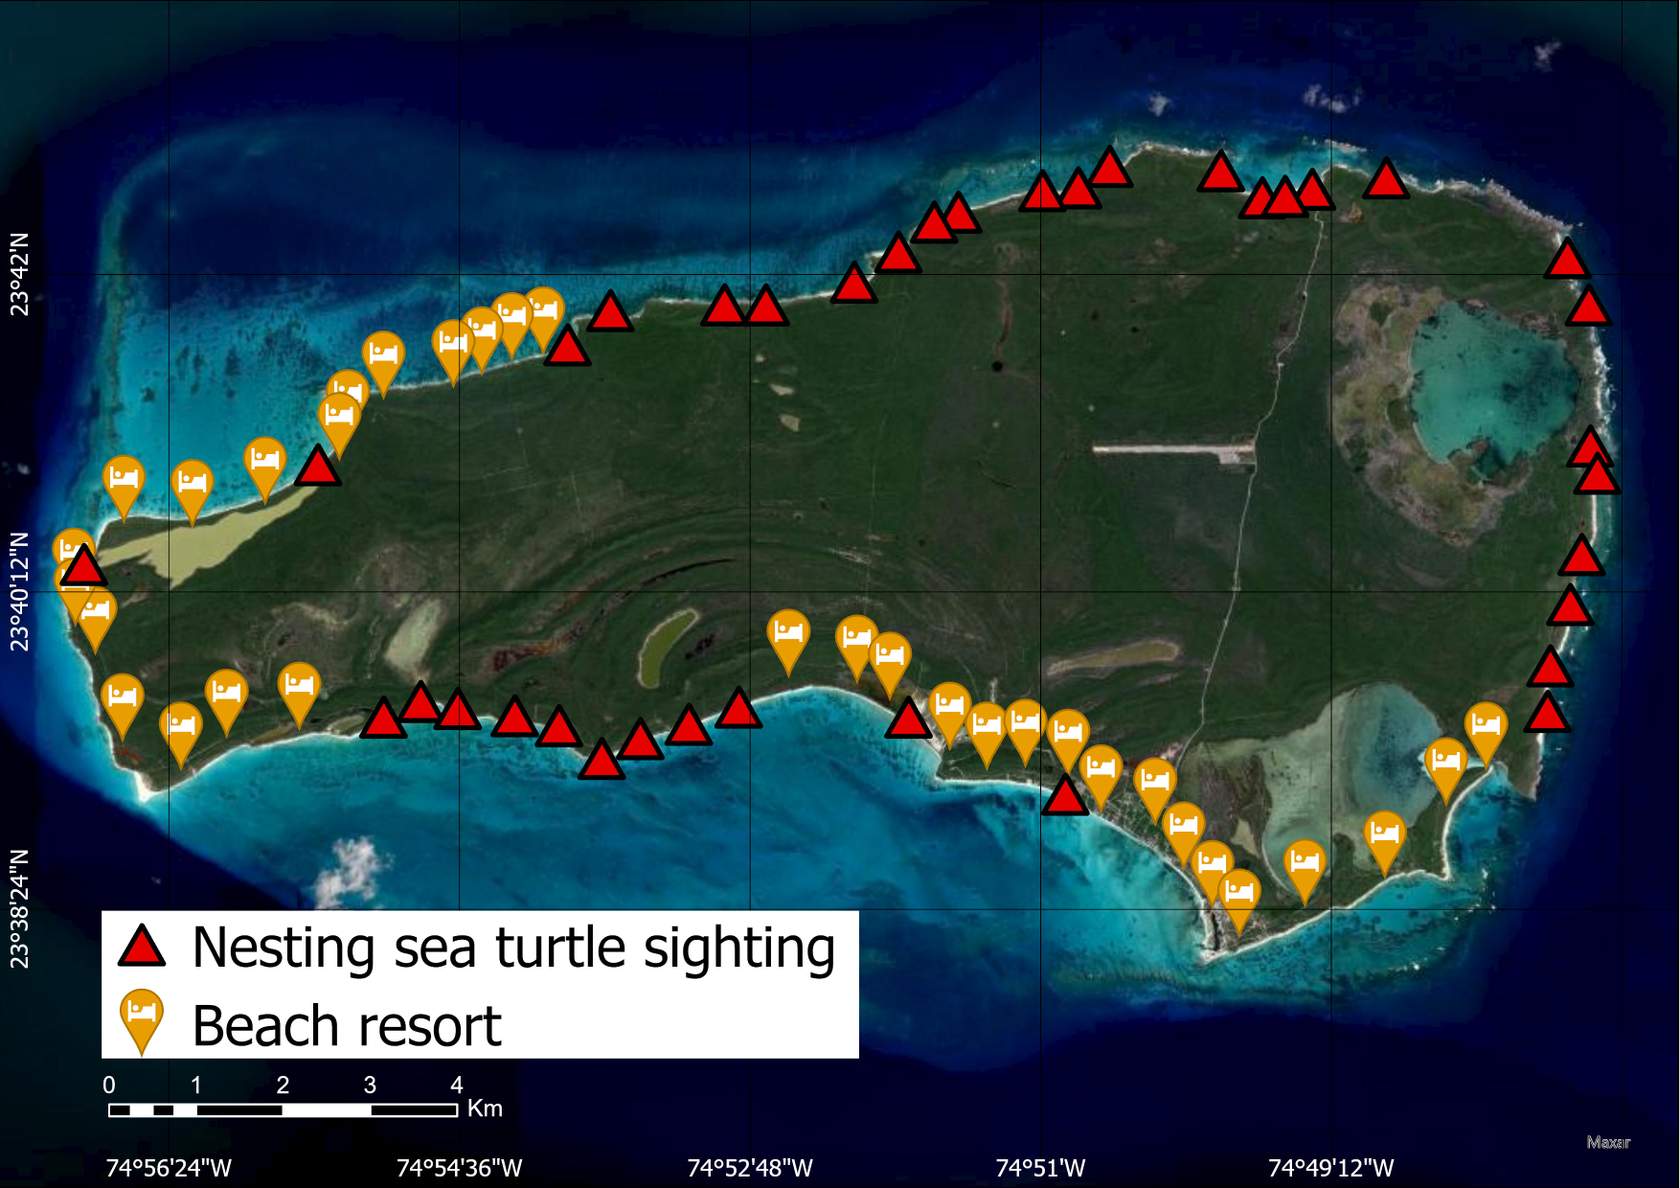 23°42'N
23°40'12"N
23°38'24"N
Nesting sea turtle sighting
Beach resort
0 1 2 3 4
Km
Maxar
74°56'24"W 74°54'36"W 74°52'48"W 74°51'W 74°49'12"W